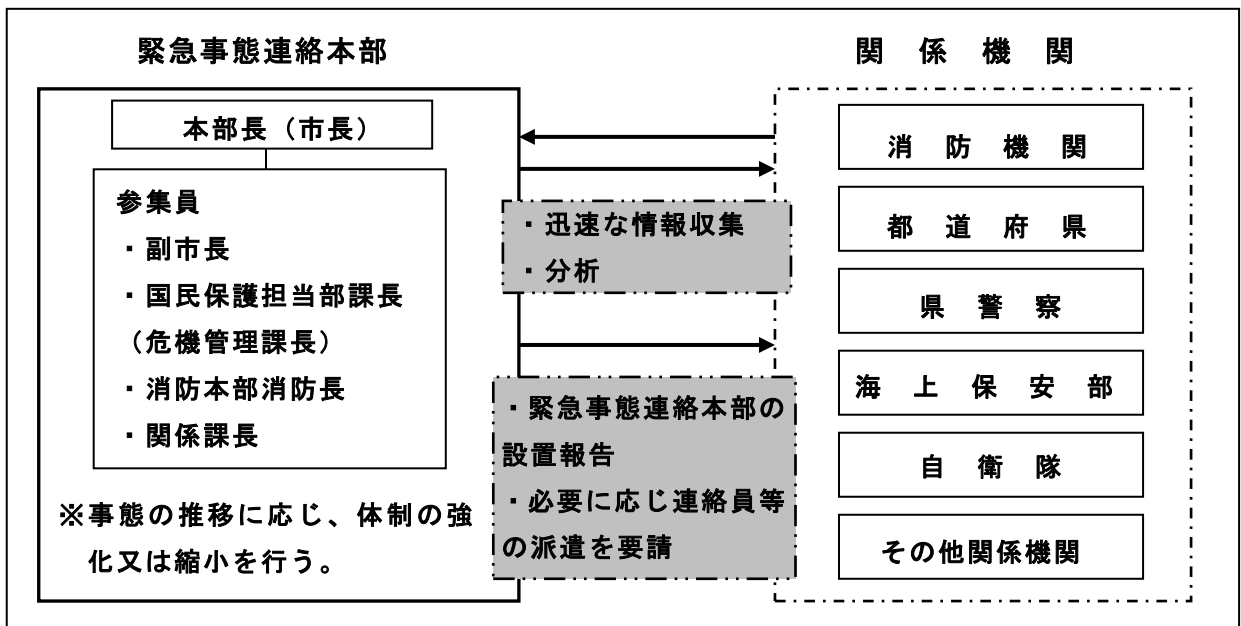 緊急事態連絡本部
本部長（市長）
参集員
・副市長
・国民保護担当部課長
（危機管理課長）
・消防本部消防長
・関係課長
※事態の推移に応じ、体制の強
化又は縮小を行う。
・迅速な情報収集
・分析
・緊急事態連絡本部の
設置報告
・必要に応じ連絡員等
の派遣を要請
関係機関
消防機関
都道府県
県警察
海上保安部
自衛隊
その他関係機関